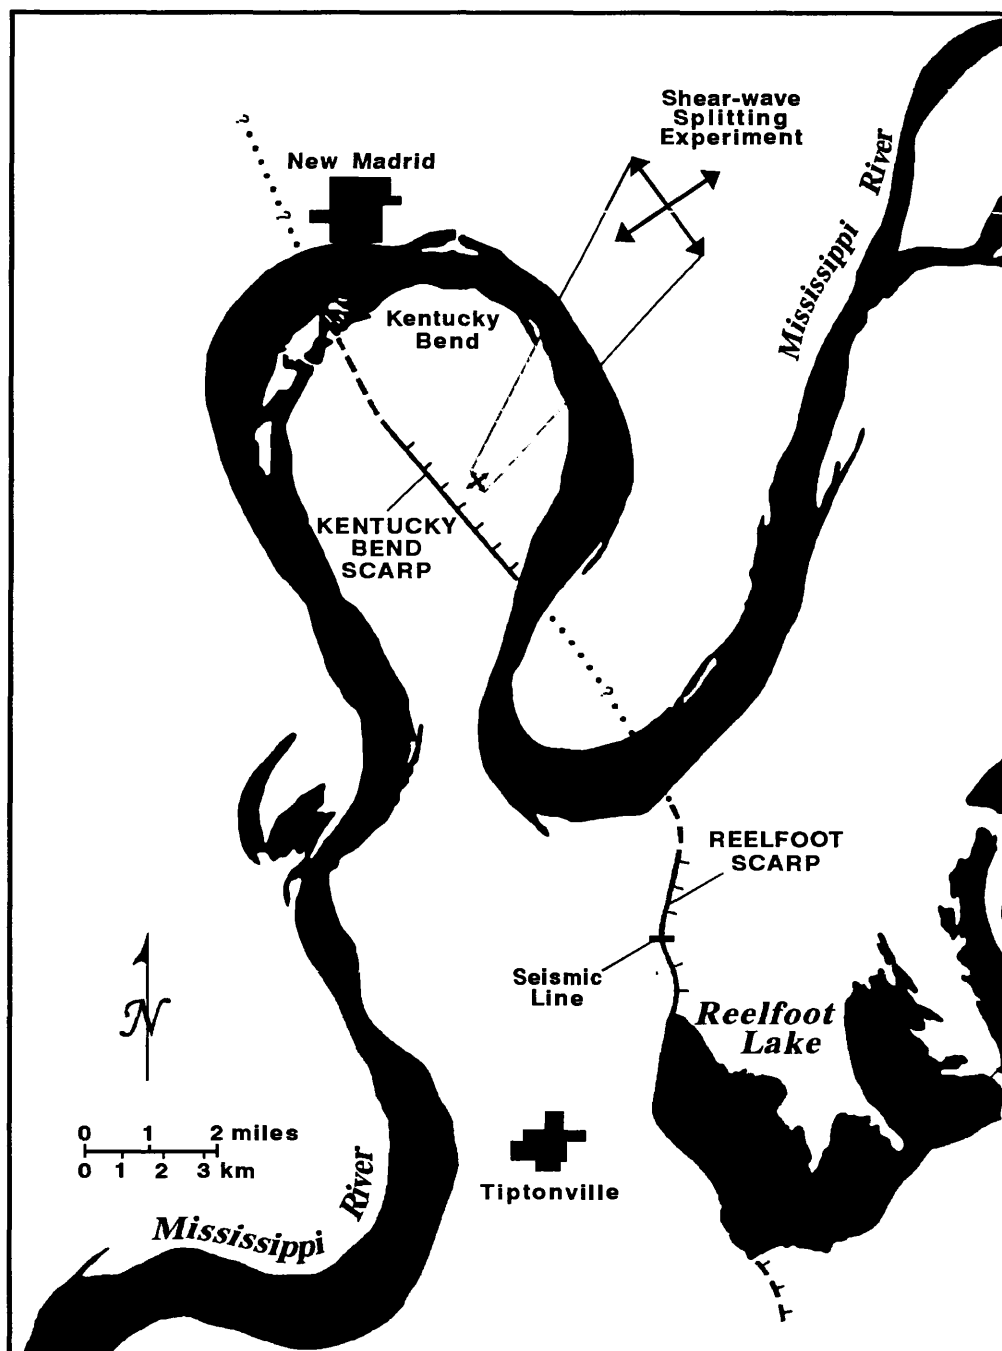 Shear-wave
Splitting
Experiment
?
New Madrid
?
Mississippi River
Kentucky
Bend
KENTUCKY
BEND
SCARP
?
REELFOOT
SCARP
Seismic
Line
Reelfoot
Lake
N
0 1 2 miles
0 1 2 3 km
Tiptonville
Mississippi River